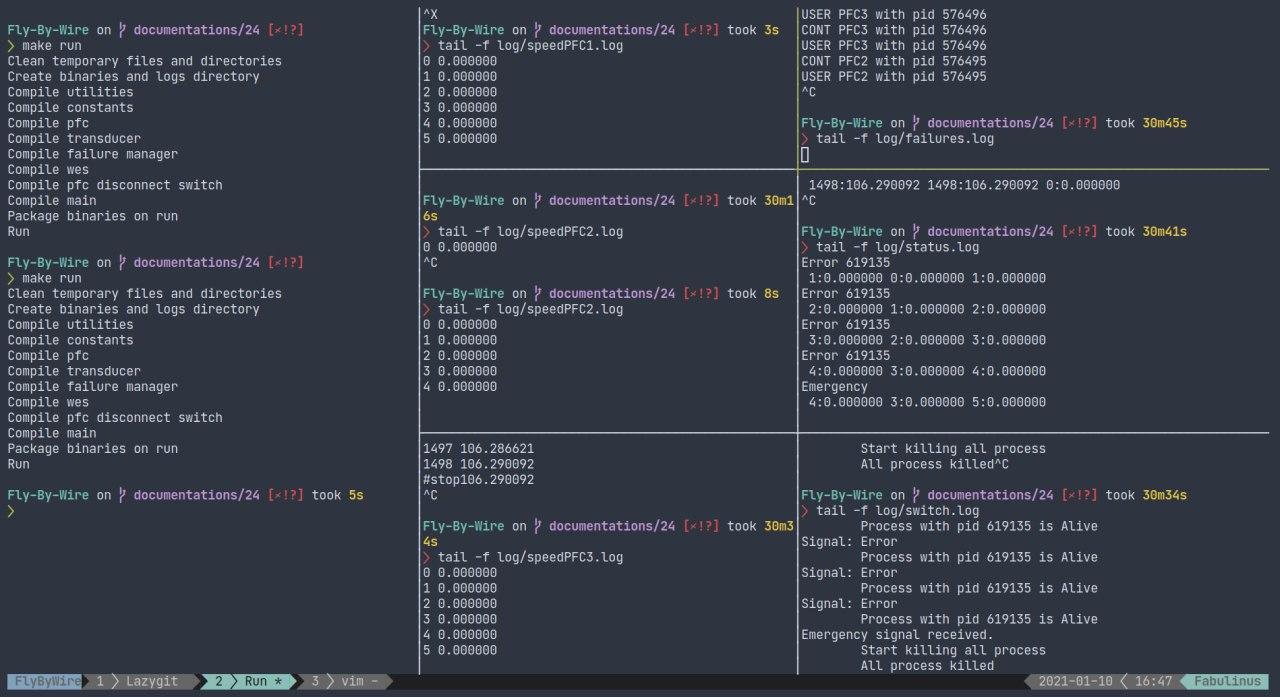 Fly-By-Wire on documentations/24 [×!?]
❯ make run
Clean temporary files and directories
Create binaries and logs directory
Compile utilities
Compile constants
Compile pfc
Compile transducer
Compile failure manager
Compile wes
Compile pfc disconnect switch
Compile main
Package binaries on run
Run
Fly-By-Wire on documentations/24 [×!?]
❯ make run
Clean temporary files and directories
Create binaries and logs directory
Compile utilities
Compile constants
Compile pfc
Compile transducer
Compile failure manager
Compile wes
Compile pfc disconnect switch
Compile main
Package binaries on run
Run
Fly-By-Wire on documentations/24 [×!?] took 5s
❯
^X
Fly-By-Wire on documentations/24 [×!?] took 3s
❯ tail -f log/speedPFC1.log
0 0.000000
1 0.000000
2 0.000000
3 0.000000
4 0.000000
5 0.000000
Fly-By-Wire on documentations/24 [×!?] took 30m1
6s
❯ tail -f log/speedPFC2.log
0 0.000000
^C
Fly-By-Wire on documentations/24 [×!?] took 8s
❯ tail -f log/speedPFC2.log
0 0.000000
1 0.000000
2 0.000000
3 0.000000
4 0.000000
1497 106.286621
1498 106.290092
#stop106.290092
^C
Fly-By-Wire on documentations/24 [×!?] took 30m3
4s
❯ tail -f log/speedPFC3.log
0 0.000000
1 0.000000
2 0.000000
3 0.000000
4 0.000000
5 0.000000
USER PFC3 with pid 576496
CONT PFC3 with pid 576496
USER PFC3 with pid 576496
CONT PFC2 with pid 576495
USER PFC2 with pid 576495
^C
Fly-By-Wire on documentations/24 [×!?] took 30m45s
❯ tail -f log/failures.log
1498:106.290092 1498:106.290092 0:0.000000
^C
Fly-By-Wire on documentations/24 [×!?] took 30m41s
❯ tail -f log/status.log
Error 619135
1:0.000000 0:0.000000 1:0.000000
Error 619135
2:0.000000 1:0.000000 2:0.000000
Error 619135
3:0.000000 2:0.000000 3:0.000000
Error 619135
4:0.000000 3:0.000000 4:0.000000
Emergency
4:0.000000 3:0.000000 5:0.000000
Start killing all process
All process killed^C
Fly-By-Wire on documentations/24 [×!?] took 30m34s
❯ tail -f log/switch.log
Process with pid 619135 is Alive
Signal: Error
Process with pid 619135 is Alive
Signal: Error
Process with pid 619135 is Alive
Signal: Error
Process with pid 619135 is Alive
Emergency signal received.
Start killing all process
All process killed
FlyByWire 1 Lazygit 2 Run * 3 vim - 2021-01-10 16:47 Fabulinus